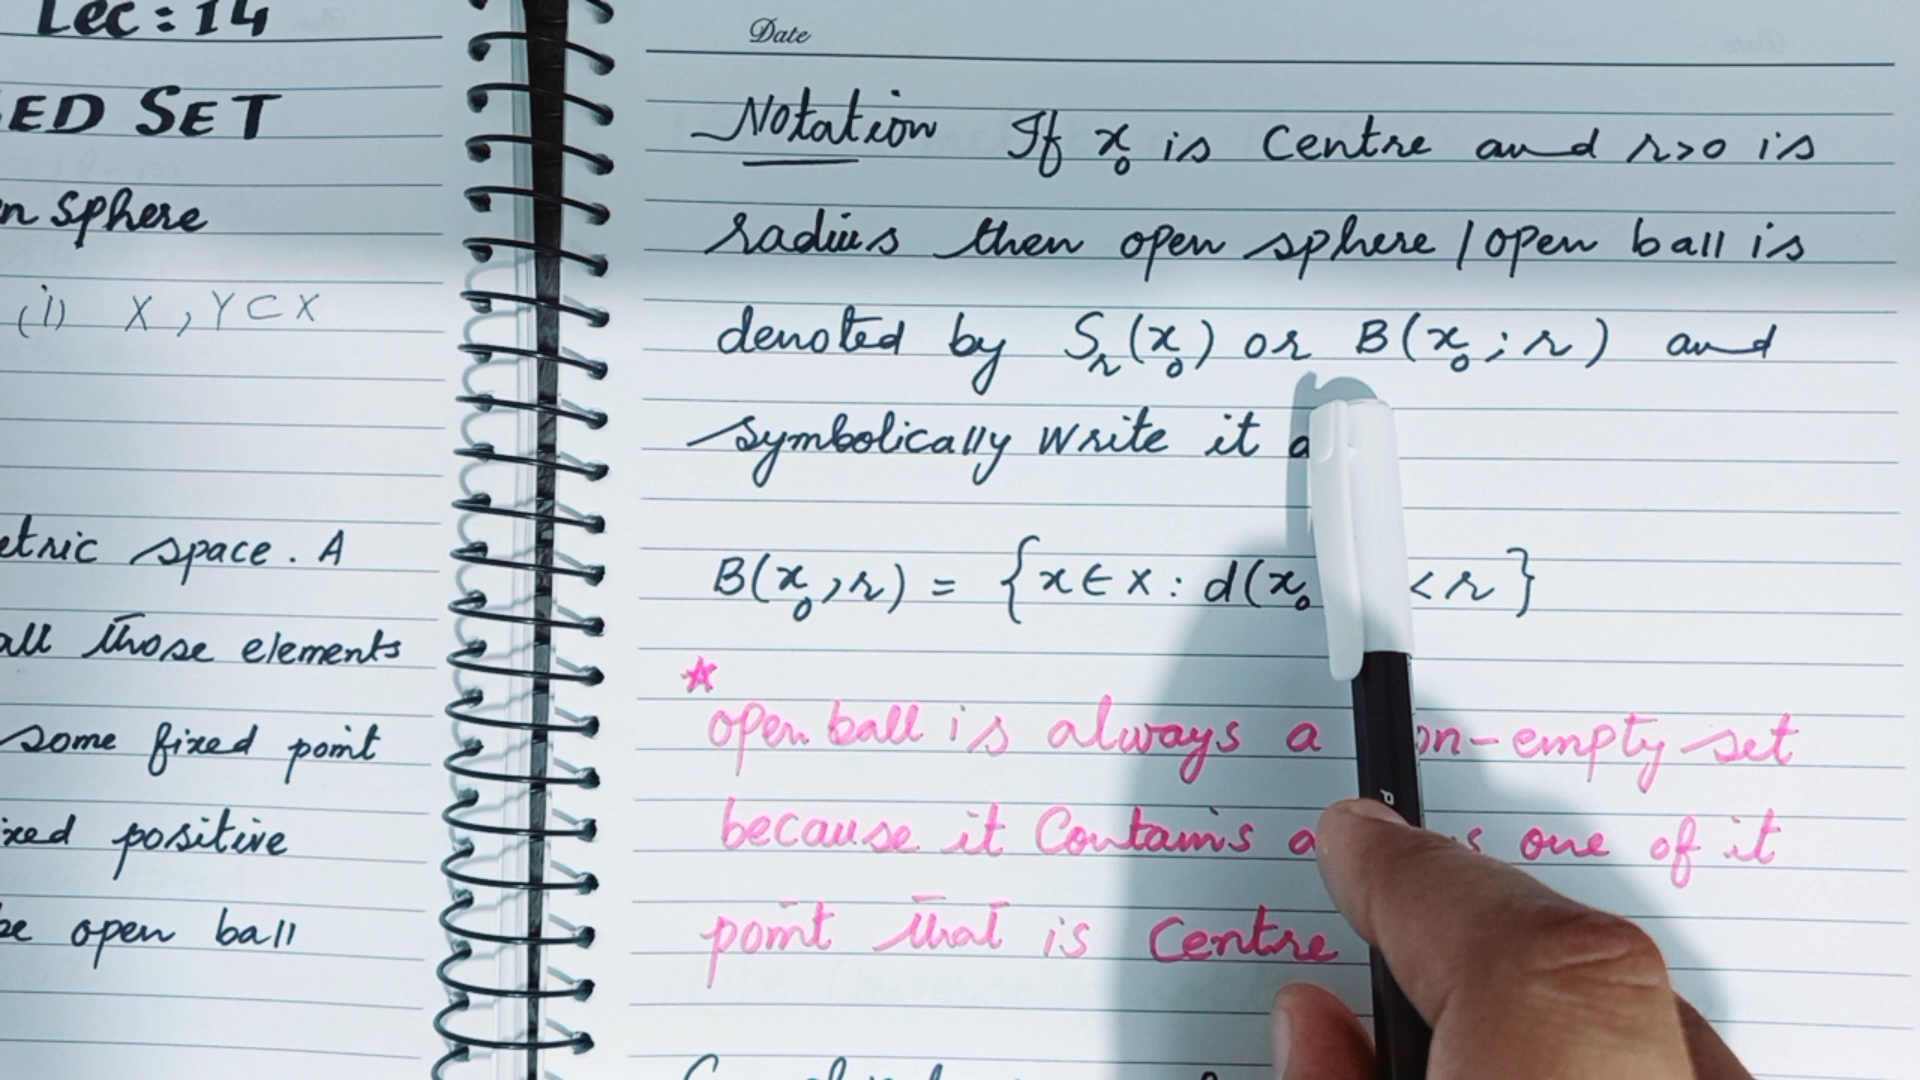 Lec : 14
ED SET
n sphere
(i) X , Y ⊂ X
etric space . A
all those elements
some fixed point
ixed positive
be open ball
Date
Notation If x₀ is Centre and r>0 is
radius then open sphere / open ball is
denoted by Sᵣ(x₀) or B(x₀ ; r) and
symbolically write it a
B(x₀, r) = { x ∈ X : d(x₀ < r }
* open ball is always a on-empty set
because it Contains one of it
point that is Centre